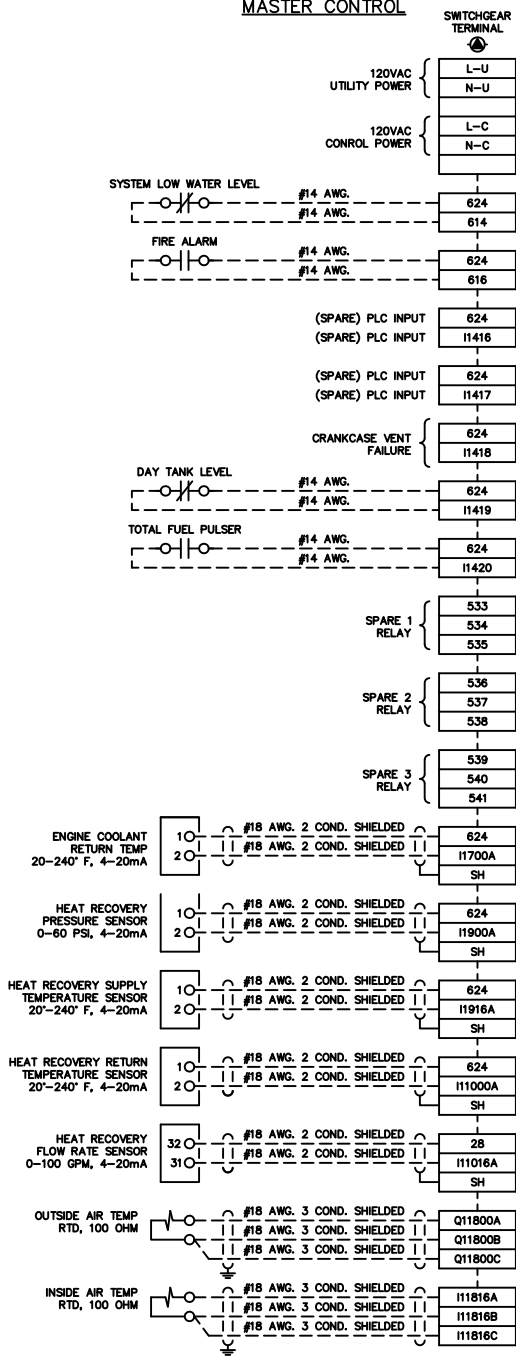 MASTER CONTROL
SWITCHGEAR
TERMINAL
120VAC
UTILITY POWER
L-U
N-U
120VAC
CONROL POWER
L-C
N-C
SYSTEM LOW WATER LEVEL
#14 AWG.
#14 AWG.
624
614
FIRE ALARM
#14 AWG.
#14 AWG.
624
616
(SPARE) PLC INPUT
624
(SPARE) PLC INPUT
I1416
(SPARE) PLC INPUT
624
(SPARE) PLC INPUT
I1417
CRANKCASE VENT
FAILURE
624
I1418
DAY TANK LEVEL
#14 AWG.
#14 AWG.
624
I1419
TOTAL FUEL PULSER
#14 AWG.
#14 AWG.
624
I1420
SPARE 1
RELAY
533
534
535
SPARE 2
RELAY
536
537
538
SPARE 3
RELAY
539
540
541
ENGINE COOLANT
RETURN TEMP
20-240° F, 4-20mA
1
2
#18 AWG. 2 COND. SHIELDED
#18 AWG. 2 COND. SHIELDED
624
I1700A
SH
HEAT RECOVERY
PRESSURE SENSOR
0-60 PSI, 4-20mA
1
2
#18 AWG. 2 COND. SHIELDED
#18 AWG. 2 COND. SHIELDED
624
I1900A
SH
HEAT RECOVERY SUPPLY
TEMPERATURE SENSOR
20°-240° F, 4-20mA
1
2
#18 AWG. 2 COND. SHIELDED
#18 AWG. 2 COND. SHIELDED
624
I1916A
SH
HEAT RECOVERY RETURN
TEMPERATURE SENSOR
20°-240° F, 4-20mA
1
2
#18 AWG. 2 COND. SHIELDED
#18 AWG. 2 COND. SHIELDED
624
I11000A
SH
HEAT RECOVERY
FLOW RATE SENSOR
0-100 GPM, 4-20mA
32
31
#18 AWG. 2 COND. SHIELDED
#18 AWG. 2 COND. SHIELDED
28
I11016A
SH
OUTSIDE AIR TEMP
RTD, 100 OHM
#18 AWG. 3 COND. SHIELDED
#18 AWG. 3 COND. SHIELDED
#18 AWG. 3 COND. SHIELDED
Q11800A
Q11800B
Q11800C
INSIDE AIR TEMP
RTD, 100 OHM
#18 AWG. 3 COND. SHIELDED
#18 AWG. 3 COND. SHIELDED
#18 AWG. 3 COND. SHIELDED
I11816A
I11816B
I11816C